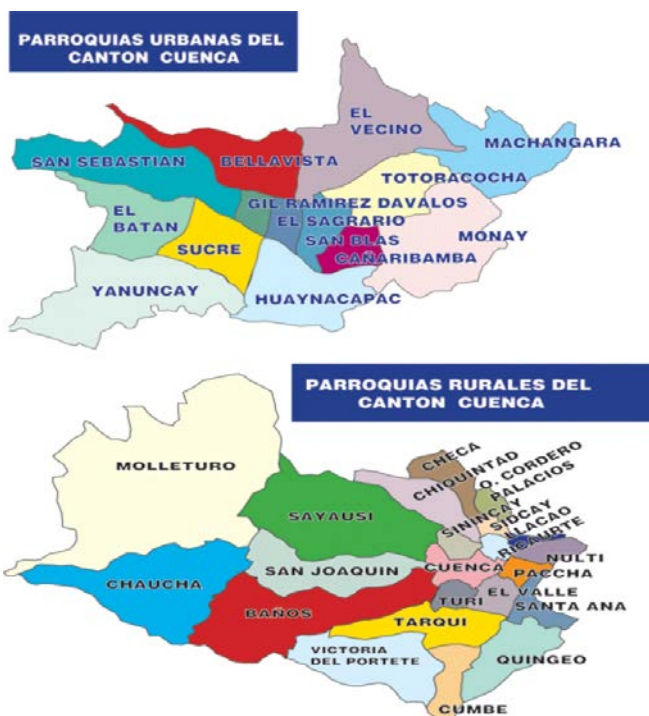 PARROQUIAS URBANAS DEL
CANTON CUENCA
EL
VECINO
MACHANGARA
SAN SEBASTIAN
BELLAVISTA
TOTORACOCHA
GIL RAMIREZ DAVALOS
EL
BATAN
EL SAGRARIO
SUCRE
SAN BLAS
MONAY
CAÑARIBAMBA
YANUNCAY
HUAYNACAPAC
PARROQUIAS RURALES DEL
CANTON CUENCA
MOLLETURO
CHECA
CHIQUINTAD
O. CORDERO
PALACIOS
SAYAUSI
SININCAY
SIDCAY
LLACAO
RICAURTE
NULTI
SAN JOAQUIN
CUENCA
PACCHA
CHAUCHA
EL VALLE
TURI
BAÑOS
SANTA ANA
TARQUI
VICTORIA
DEL PORTETE
QUINGEO
CUMBE